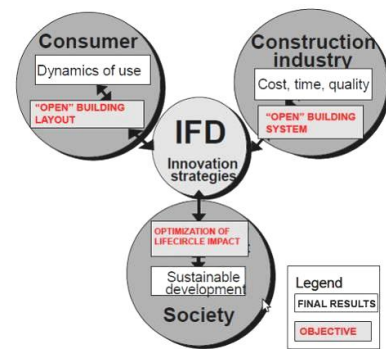 Consumer
Dynamics of use
"OPEN" BUILDING
LAYOUT
Construction
industry
Cost, time, quality
"OPEN" BUILDING
SYSTEM
IFD
Innovation
strategies
OPTIMIZATION OF
LIFECIRCLE IMPACT
Sustainable
development
Society
Legend
FINAL RESULTS
OBJECTIVE